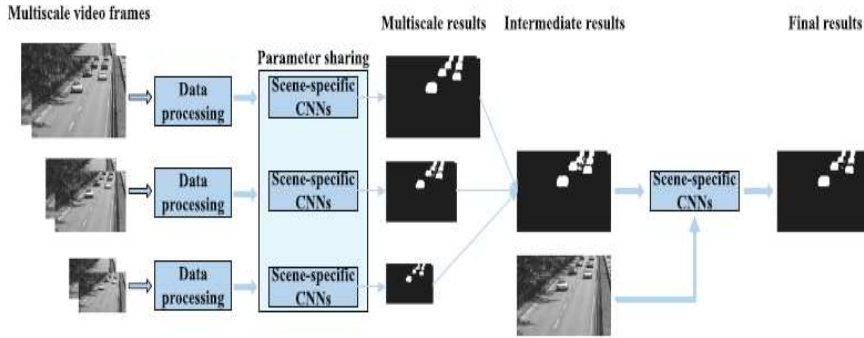 Multiscale video frames
Multiscale results
Intermediate results
Final results
Parameter sharing
Data
processing
Scene-specific
CNNs
Data
processing
Scene-specific
CNNs
Scene-specific
CNNs
Data
processing
Scene-specific
CNNs